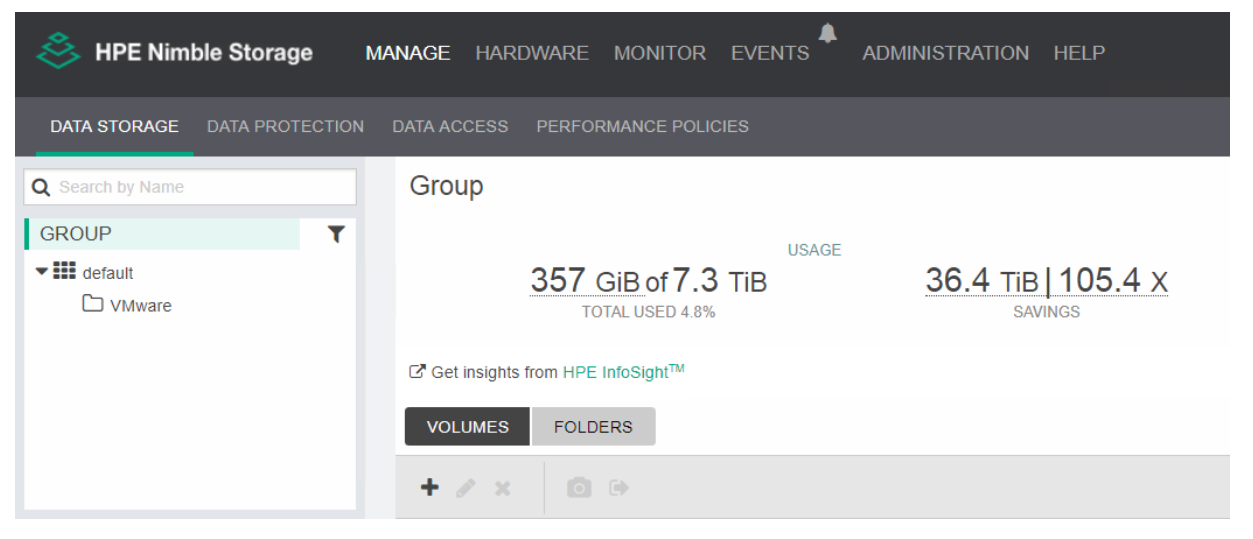 HPE Nimble Storage MANAGE HARDWARE MONITOR EVENTS ADMINISTRATION HELP
DATA STORAGE DATA PROTECTION DATA ACCESS PERFORMANCE POLICIES
Search by Name
GROUP
default
VMware
Group
USAGE
357 GiB of 7.3 TiB
TOTAL USED 4.8%
36.4 TiB | 105.4 X
SAVINGS
Get insights from HPE InfoSight™
VOLUMES FOLDERS